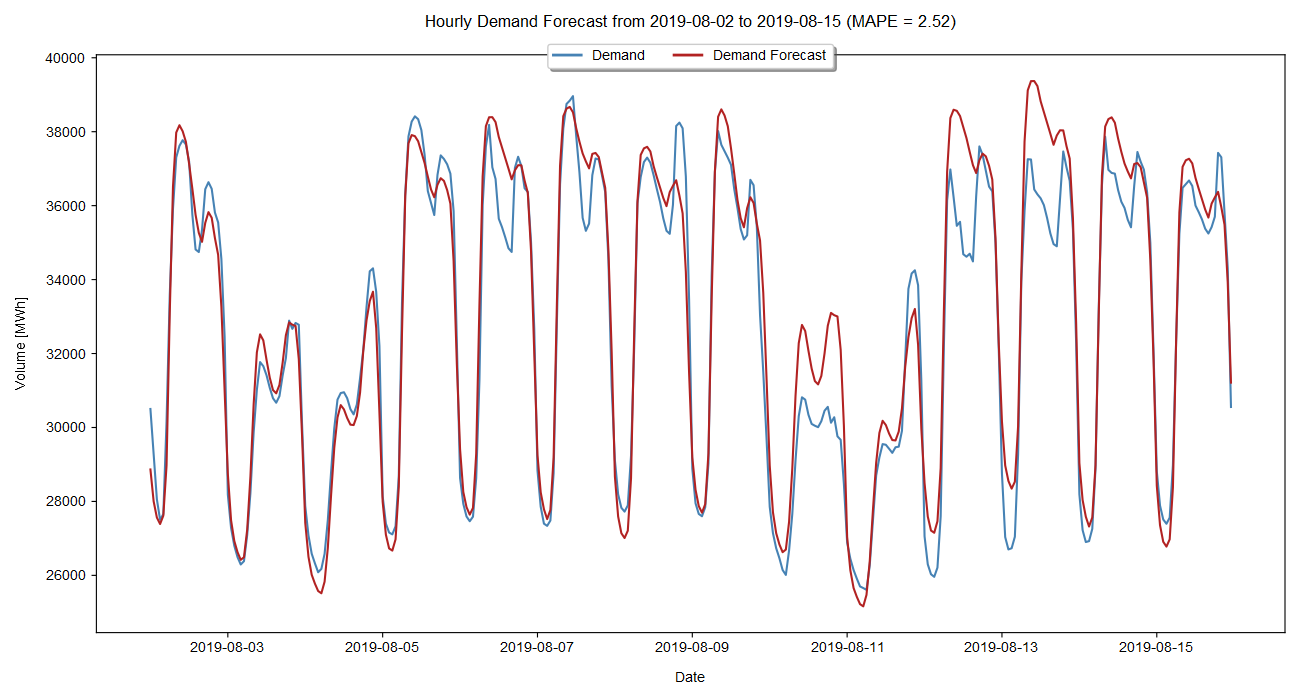 Hourly Demand Forecast from 2019-08-02 to 2019-08-15 (MAPE = 2.52)
Demand Demand Forecast
40000
38000
36000
34000
32000
30000
28000
26000
Volume [MWh]
2019-08-03 2019-08-05 2019-08-07 2019-08-09 2019-08-11 2019-08-13 2019-08-15
Date